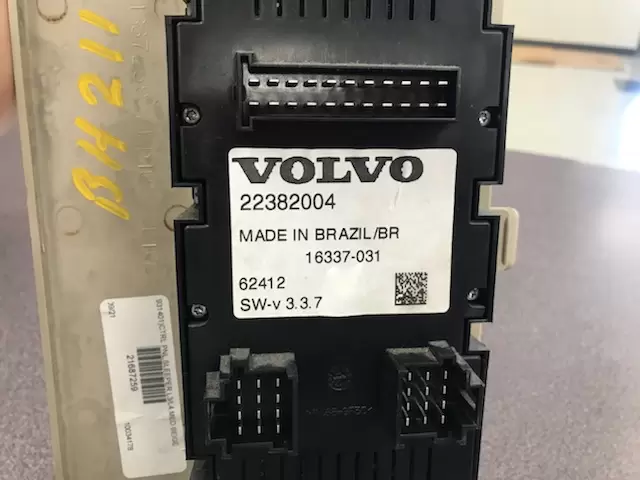 BH211
VOLVO
22382004
MADE IN BRAZIL/BR
16337-031
62412
SW-v 3.3.7
21687259